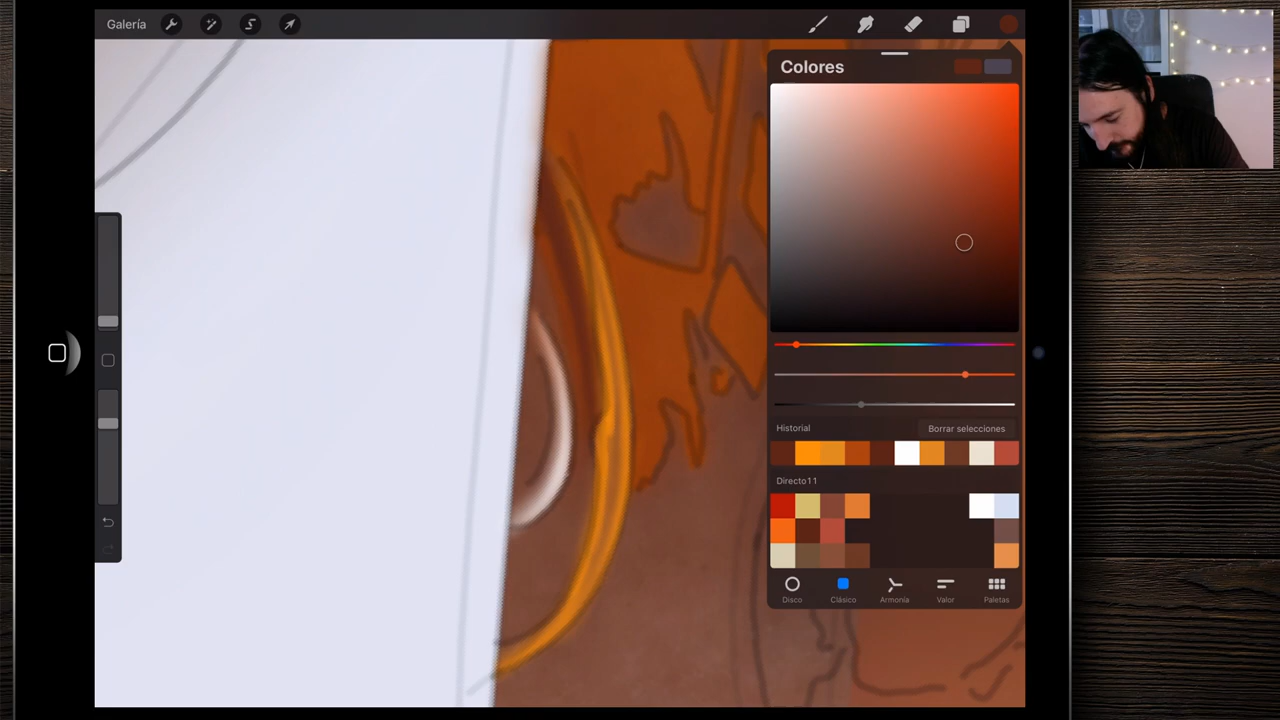 Galería
Colores
Historial
Borrar selecciones
Directo11
Disco
Clásico
Armonía
Valor
Paletas